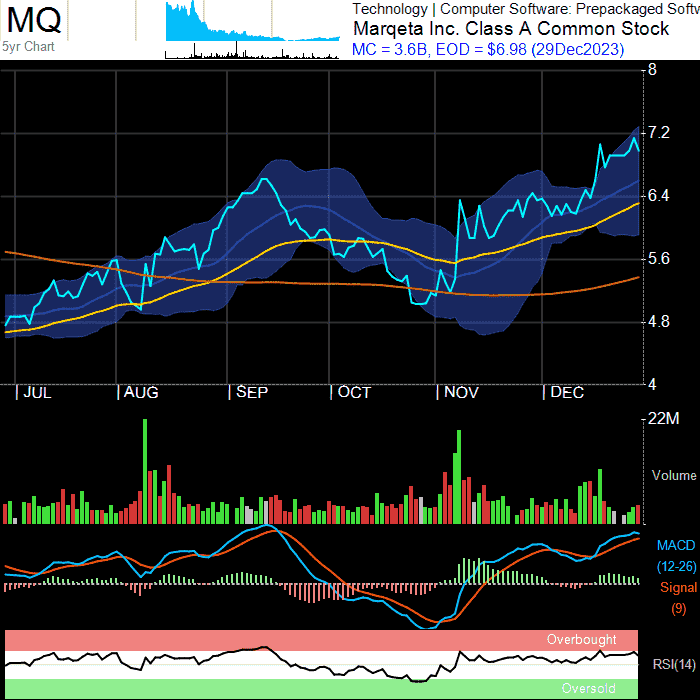 MQ
5yr Chart
Technology | Computer Software: Prepackaged Softw
Marqeta Inc. Class A Common Stock
MC = 3.6B, EOD = $6.98 (29Dec2023)
8
7.2
6.4
5.6
4.8
4
JUL AUG SEP OCT NOV DEC
22M
Volume
MACD
(12-26)
Signal
(9)
Overbought
RSI(14)
Oversold